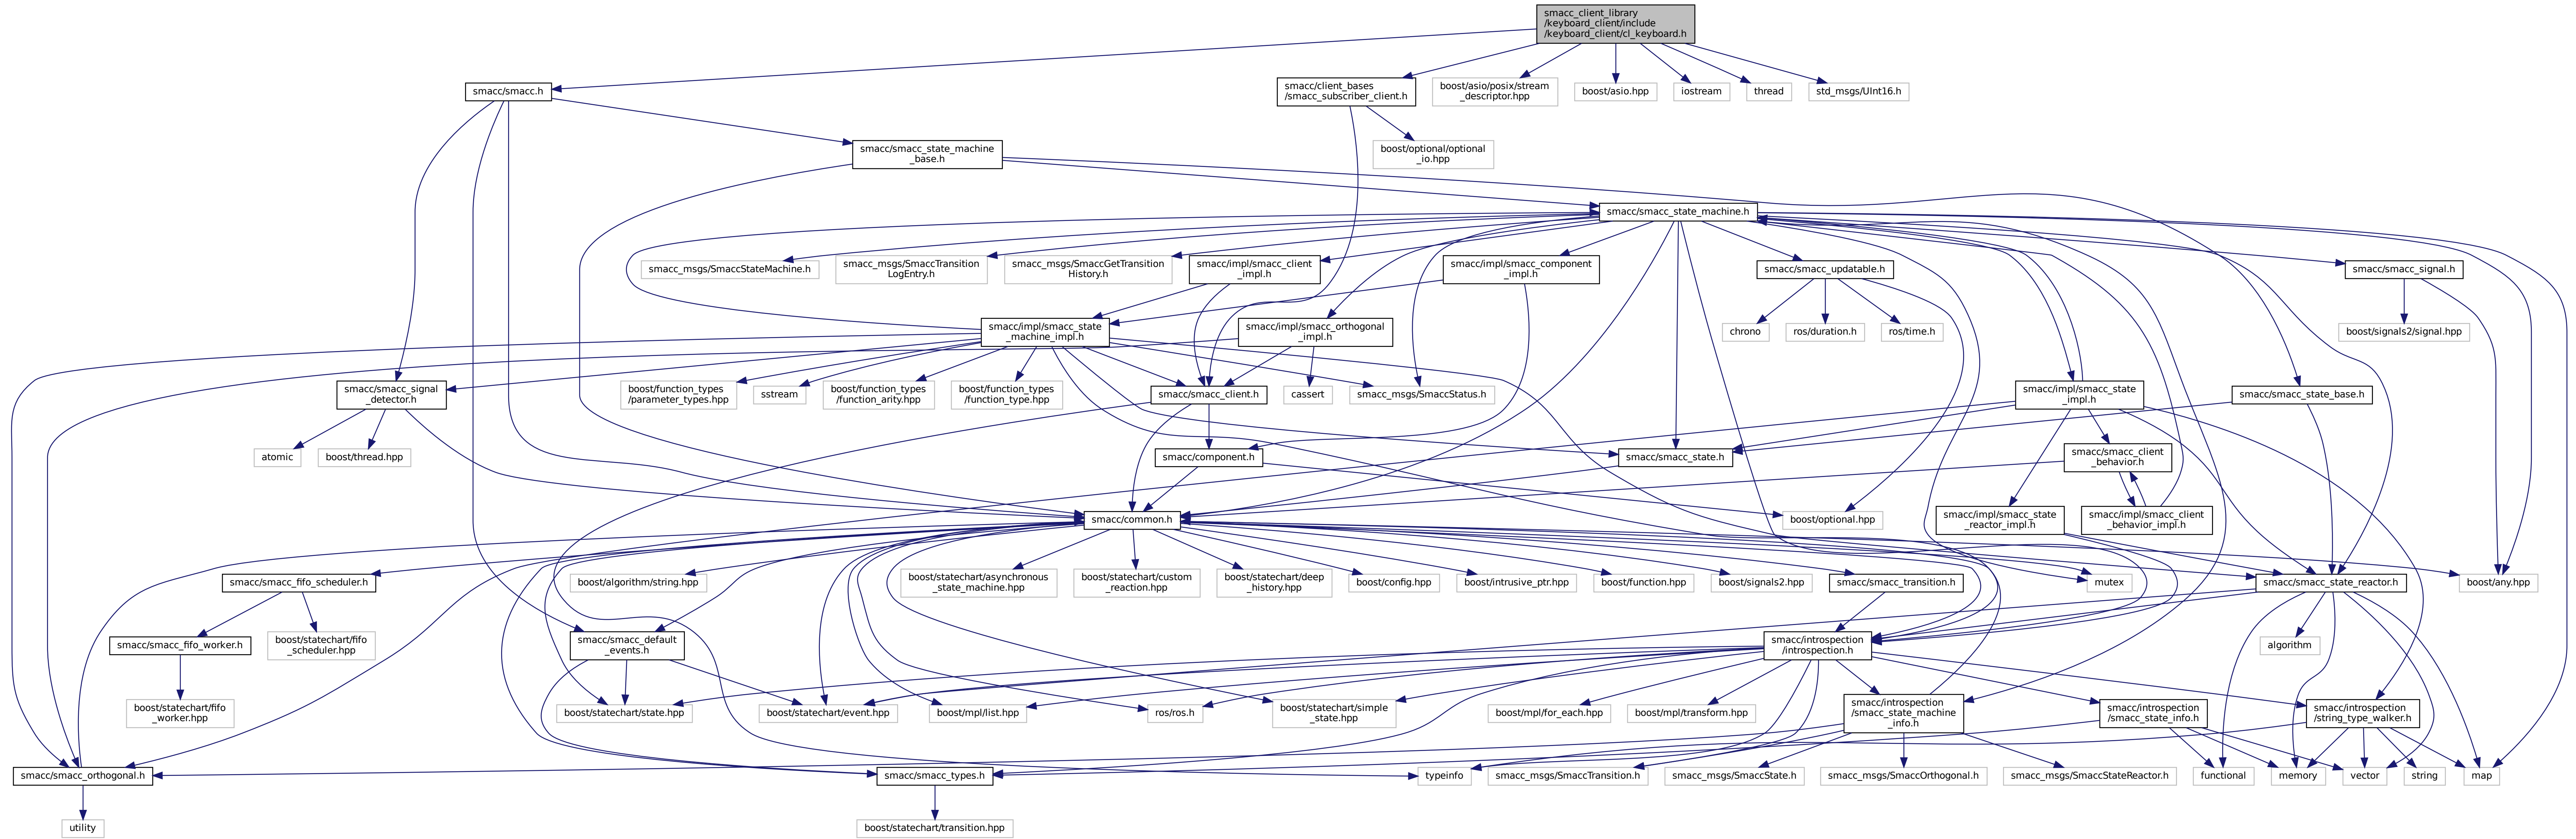 smacc_client_library
/keyboard_client/include
/keyboard_client/cl_keyboard.h
smacc/smacc.h
smacc/client_bases
/smacc_subscriber_client.h
boost/asio/posix/stream
_descriptor.hpp
boost/asio.hpp
iostream
thread
std_msgs/UInt16.h
smacc/smacc_state_machine
_base.h
boost/optional/optional
_io.hpp
smacc/smacc_state_machine.h
smacc_msgs/SmaccStateMachine.h
smacc_msgs/SmaccTransition
LogEntry.h
smacc_msgs/SmaccGetTransition
History.h
smacc/impl/smacc_client
_impl.h
smacc/impl/smacc_component
_impl.h
smacc/smacc_updatable.h
smacc/smacc_signal.h
smacc/impl/smacc_state
_machine_impl.h
smacc/impl/smacc_orthogonal
_impl.h
chrono
ros/duration.h
ros/time.h
boost/signals2/signal.hpp
smacc/smacc_signal
_detector.h
boost/function_types
/parameter_types.hpp
sstream
boost/function_types
/function_arity.hpp
boost/function_types
/function_type.hpp
smacc/smacc_client.h
cassert
smacc_msgs/SmaccStatus.h
smacc/impl/smacc_state
_impl.h
smacc/smacc_state_base.h
atomic
boost/thread.hpp
smacc/component.h
smacc/smacc_state.h
smacc/smacc_client
_behavior.h
smacc/common.h
boost/optional.hpp
smacc/impl/smacc_state
_reactor_impl.h
smacc/impl/smacc_client
_behavior_impl.h
smacc/smacc_fifo_scheduler.h
boost/algorithm/string.hpp
boost/statechart/asynchronous
_state_machine.hpp
boost/statechart/custom
_reaction.hpp
boost/statechart/deep
_history.hpp
boost/config.hpp
boost/intrusive_ptr.hpp
boost/function.hpp
boost/signals2.hpp
smacc/smacc_transition.h
mutex
smacc/smacc_state_reactor.h
boost/any.hpp
smacc/smacc_fifo_worker.h
boost/statechart/fifo
_scheduler.hpp
smacc/smacc_default
_events.h
smacc/introspection
/introspection.h
algorithm
boost/statechart/fifo
_worker.hpp
boost/statechart/state.hpp
boost/statechart/event.hpp
boost/mpl/list.hpp
ros/ros.h
boost/statechart/simple
_state.hpp
boost/mpl/for_each.hpp
boost/mpl/transform.hpp
smacc/introspection
/smacc_state_machine
_info.h
smacc/introspection
/smacc_state_info.h
smacc/introspection
/string_type_walker.h
smacc/smacc_orthogonal.h
smacc/smacc_types.h
typeinfo
smacc_msgs/SmaccTransition.h
smacc_msgs/SmaccState.h
smacc_msgs/SmaccOrthogonal.h
smacc_msgs/SmaccStateReactor.h
functional
memory
vector
string
map
utility
boost/statechart/transition.hpp